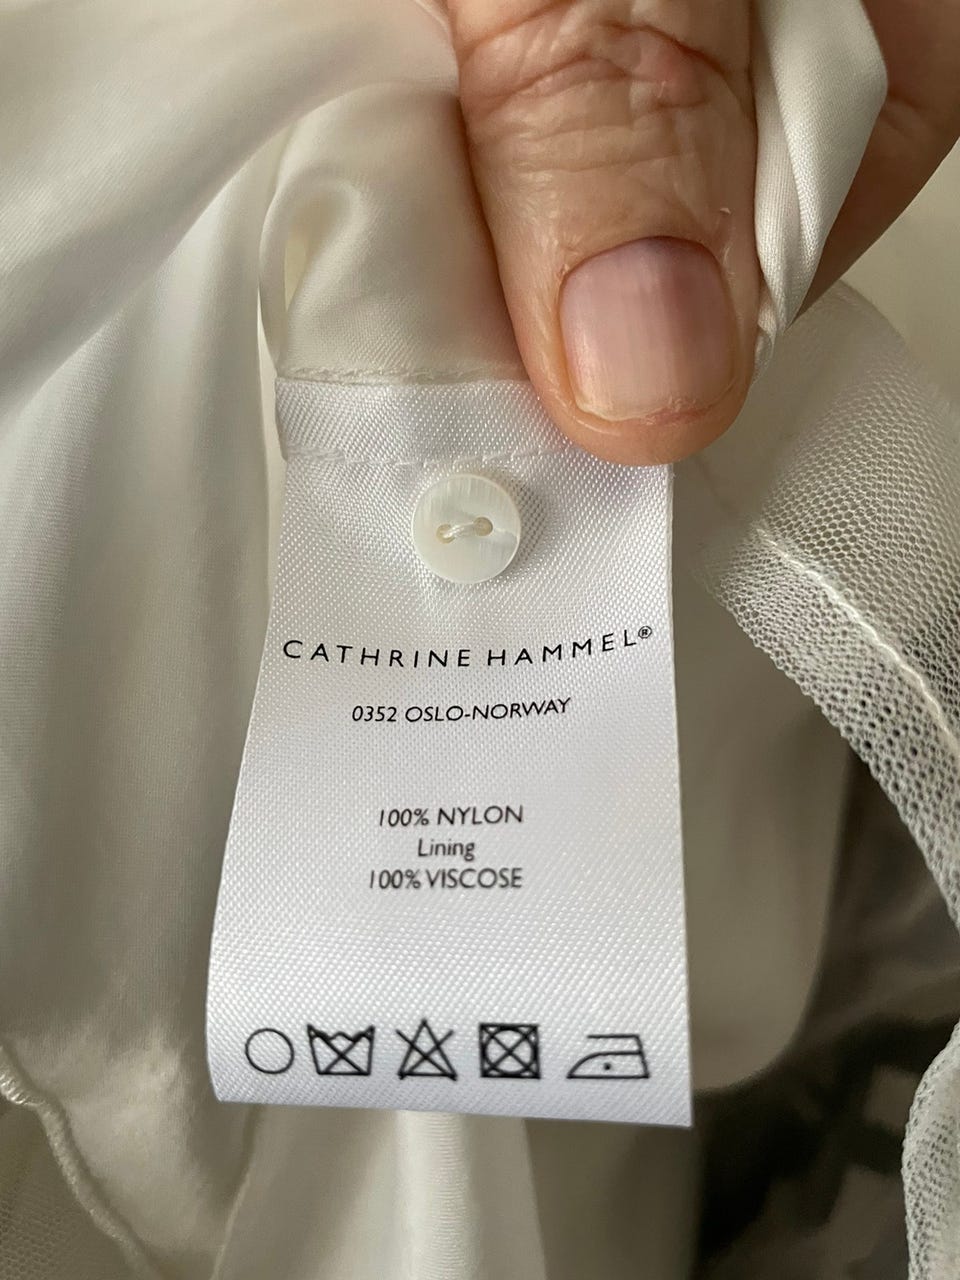 CATHRINE HAMMEL®
0352 OSLO-NORWAY
100% NYLON
Lining
100% VISCOSE